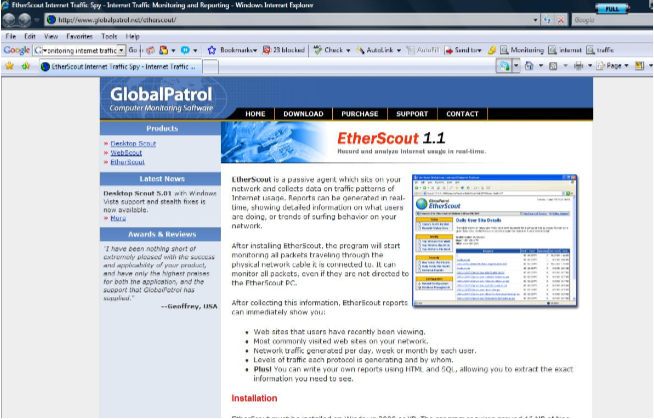 EtherScout Internet Traffic Spy - Internet Traffic Monitoring and Reporting - Windows Internet Explorer
FULL
http://www.globalpatrol.net/etherscout/
Google
File Edit View Favorites Tools Help
Google onitoring internet traffic Go Bookmarks 23 blocked Check AutoLink AutoFill Send to Monitoring internet traffic
EtherScout Internet Traffic Spy - Internet Traffic ...
Page
GlobalPatrol
Computer Monitoring Software
HOME DOWNLOAD PURCHASE SUPPORT CONTACT
Products
» Desktop Scout
» WebScout
» EtherScout
Latest News
Desktop Scout 5.01 with Windows
Vista support and stealth fixes is
now available.
» More
Awards & Reviews
"I have been nothing short of
extremely pleased with the success
and applicability of your product,
and have only the highest praises
for both the application, and the
support that GlobalPatrol has
supplied."
--Geoffrey, USA
EtherScout 1.1
Record and analyze Internet usage in real-time.
EtherScout is a passive agent which sits on your
network and collects data on traffic patterns of
Internet usage. Reports can be generated in real-
time, showing detailed information on what users
are doing, or trends of surfing behavior on your
network.
GlobalPatrol
EtherScout
Daily User Site Details
After installing EtherScout, the program will start
monitoring all packets traveling through the
physical network cable it is connected to. It can
monitor all packets, even if they are not directed to
the EtherScout PC.
After collecting this information, EtherScout reports
can immediately show you:
• Web sites that users have recently been viewing.
• Most commonly visited web sites on your network.
• Network traffic generated per day, week or month by each user.
• Levels of traffic each protocol is generating and by whom.
• Plus! You can write your own reports using HTML and SQL, allowing you to extract the exact
information you need to see.
Installation